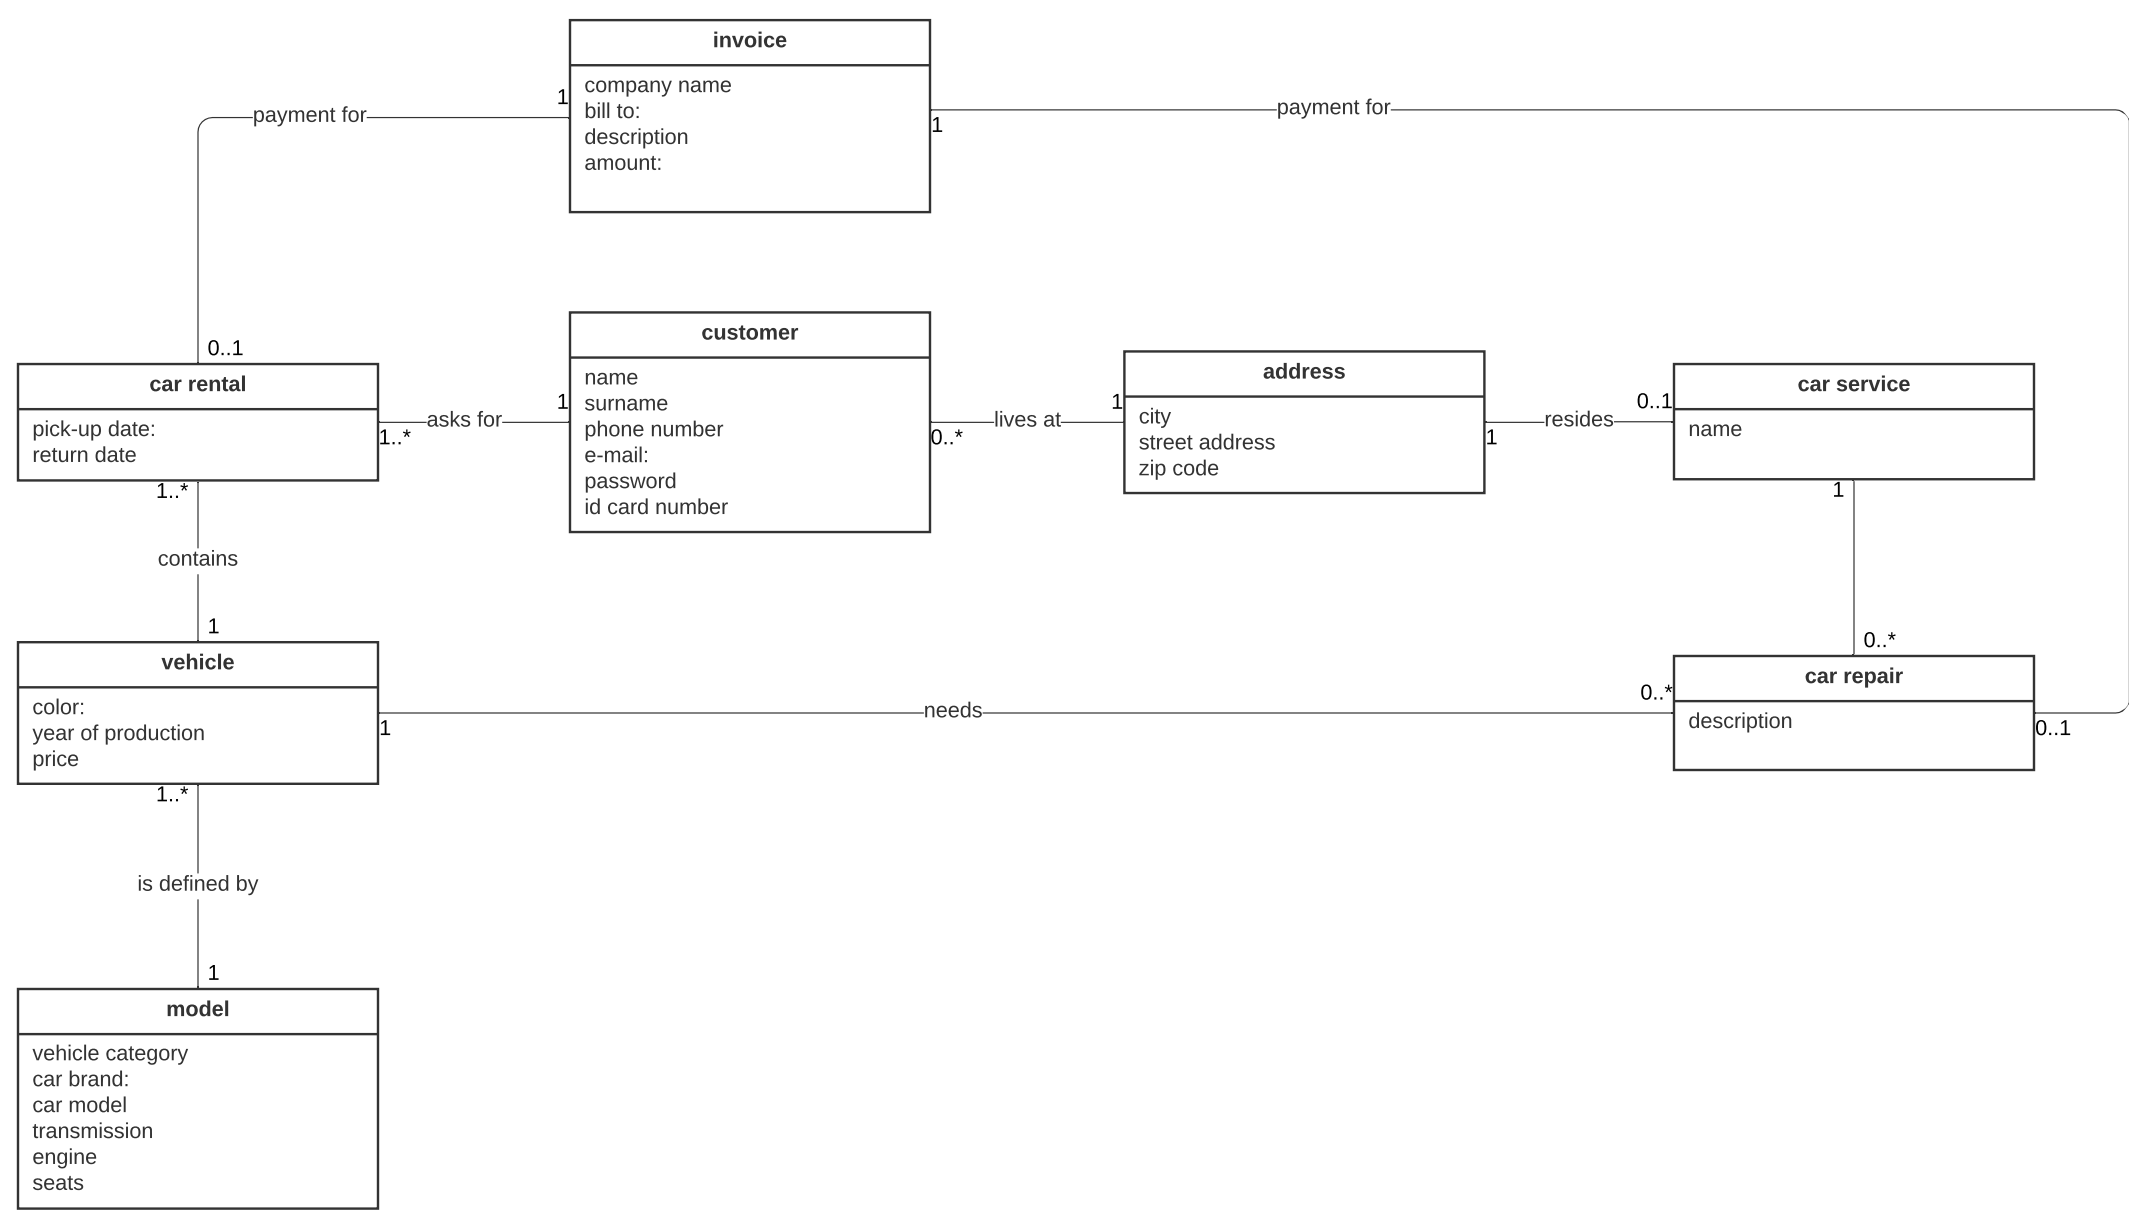 invoice
company name
bill to:
description
amount:
1
payment for
1
payment for
0..1
car rental
pick-up date:
return date
1..*
asks for
1
customer
name
surname
phone number
e-mail:
password
id card number
0..*
lives at
1
address
city
street address
zip code
1
resides
0..1
car service
name
1..*
contains
1
1
0..*
vehicle
color:
year of production
price
1
needs
0..*
car repair
description
0..1
1..*
is defined by
1
model
vehicle category
car brand:
car model
transmission
engine
seats